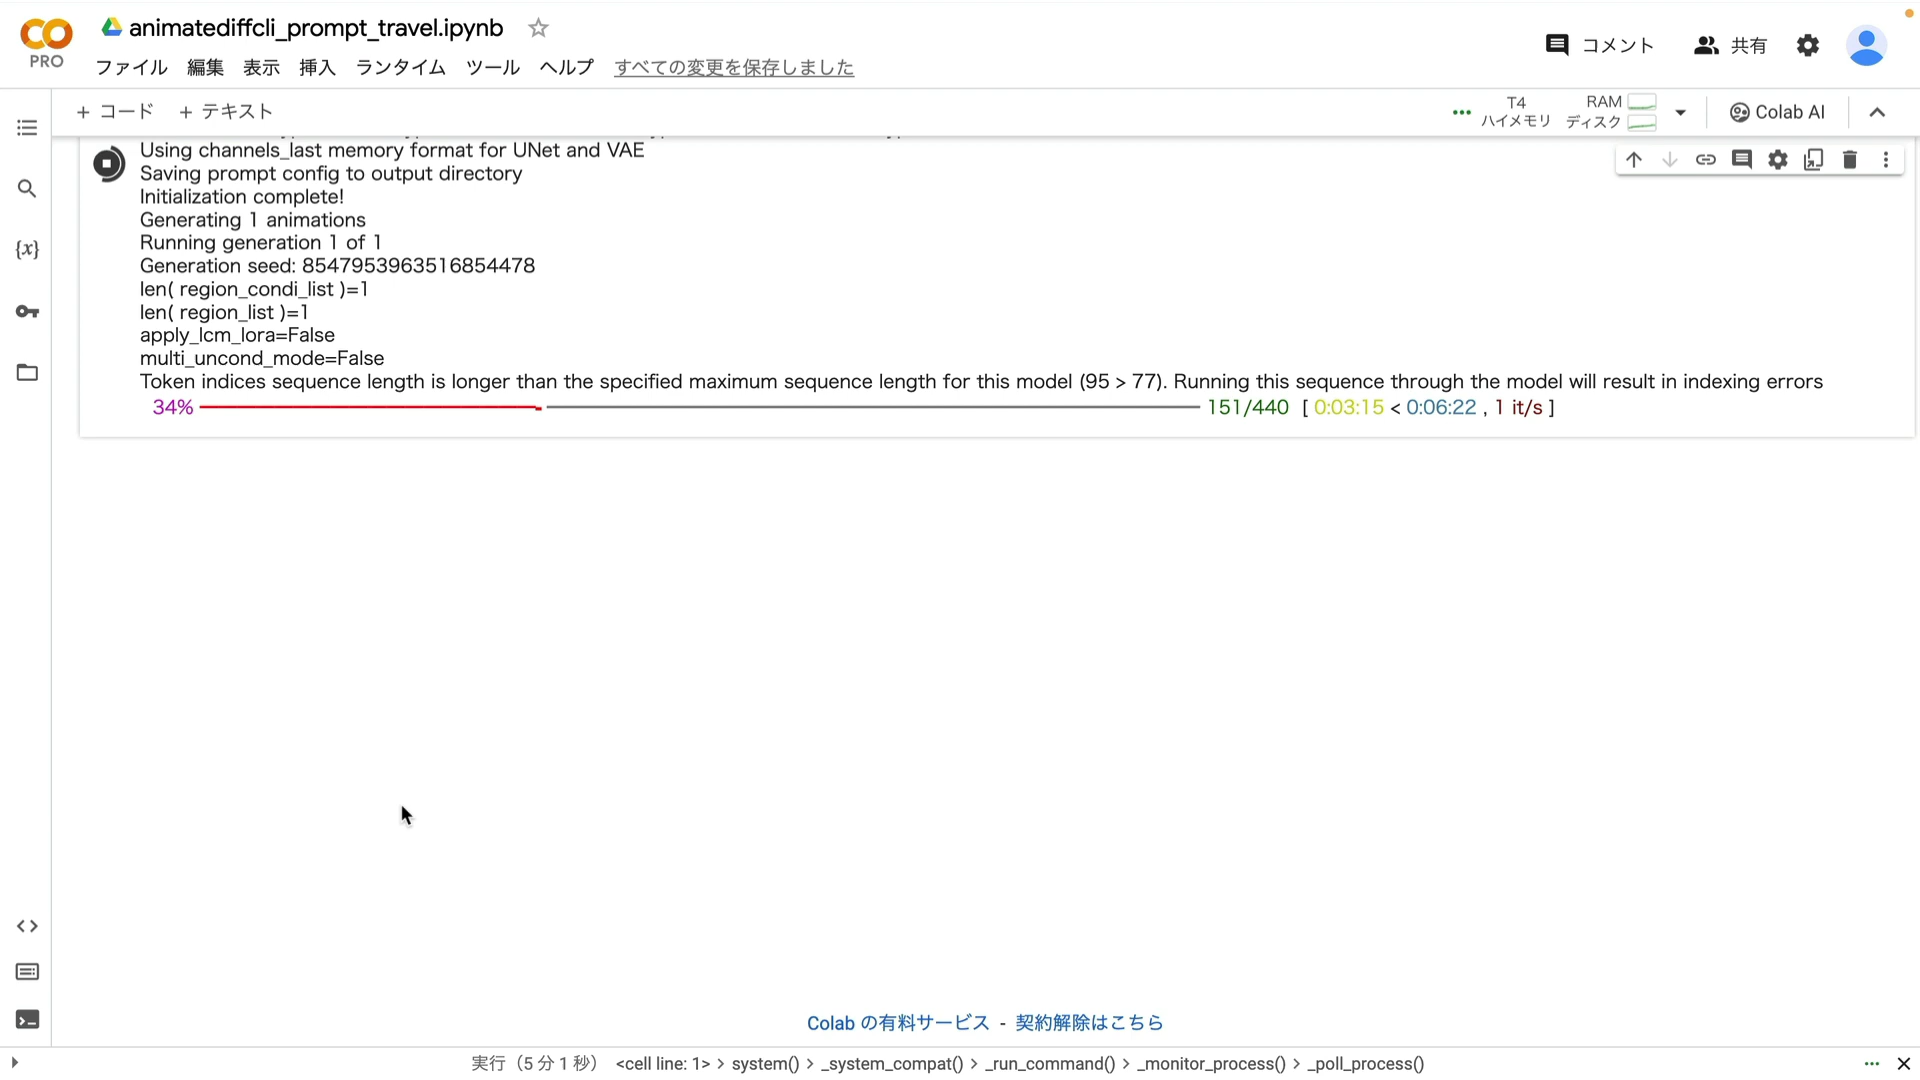 animatediffcli_prompt_travel.ipynb
PRO
ファイル 編集 表示 挿入 ランタイム ツール ヘルプ すべての変更を保存しました
コメント 共有
+ コード + テキスト
T4 ハイメモリ
RAM ディスク
Colab AI
Using channels_last memory format for UNet and VAE
Saving prompt config to output directory
Initialization complete!
Generating 1 animations
Running generation 1 of 1
Generation seed: 8547953963516854478
len( region_condi_list )=1
len( region_list )=1
apply_lcm_lora=False
multi_uncond_mode=False
Token indices sequence length is longer than the specified maximum sequence length for this model (95 > 77). Running this sequence through the model will result in indexing errors
34% 151/440 [ 0:03:15 < 0:06:22 , 1 it/s ]
Colab の有料サービス - 契約解除はこちら
実行（5 分 1 秒） <cell line: 1> > system() > _system_compat() > _run_command() > _monitor_process() > _poll_process()